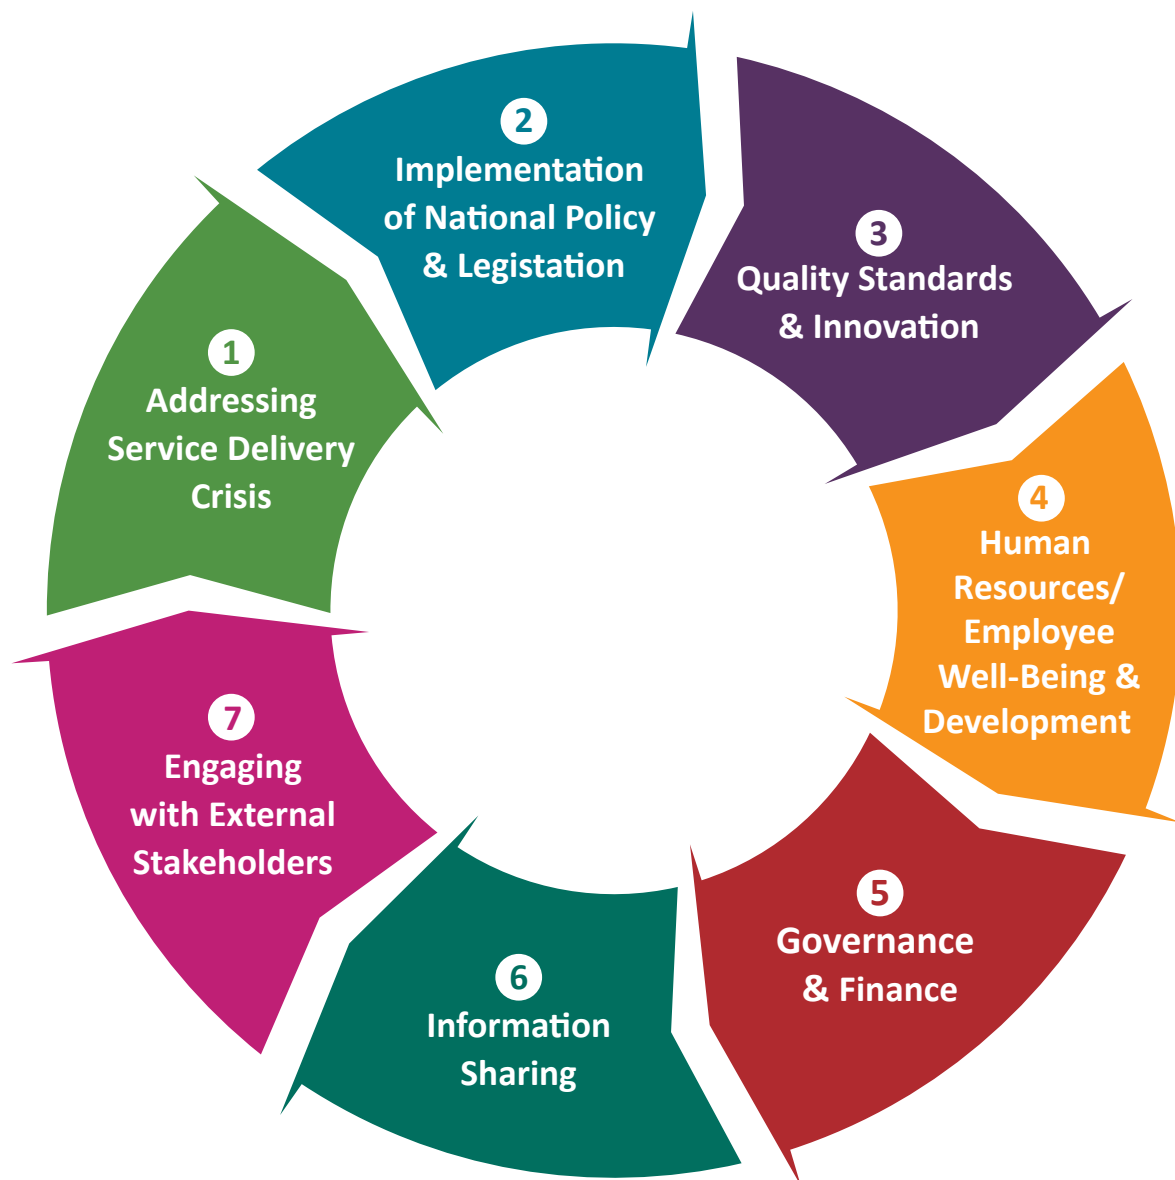 1
Addressing
Service Delivery
Crisis
2
Implementation
of National Policy
& Legistation
3
Quality Standards
& Innovation
4
Human
Resources/
Employee
Well-Being &
Development
5
Governance
& Finance
6
Information
Sharing
7
Engaging
with External
Stakeholders